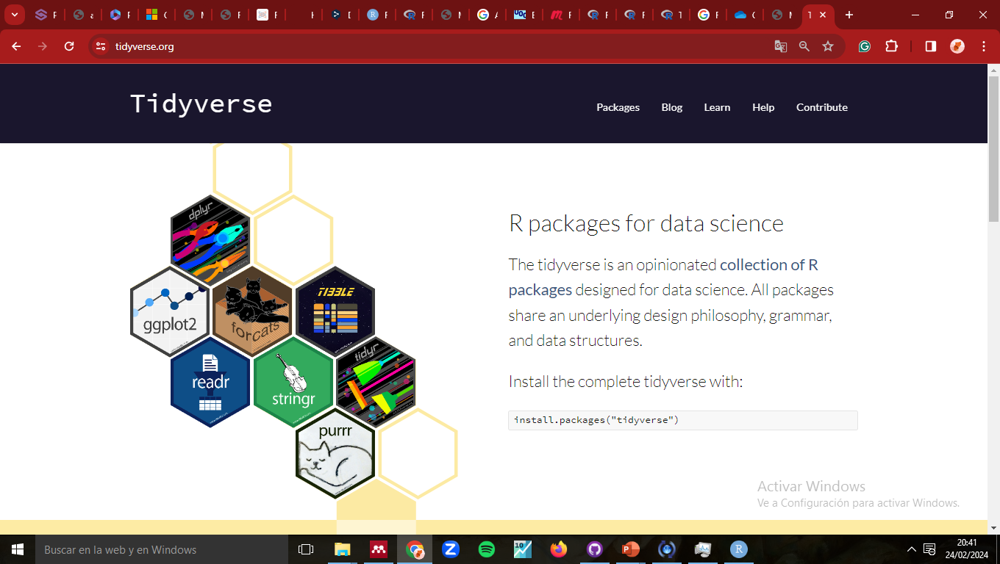 tidyverse.org
Tidyverse
Packages
Blog
Learn
Help
Contribute
dplyr
ggplot2
forcats
TIBBLE
readr
stringr
tidyr
purrr
R packages for data science
The tidyverse is an opinionated collection of R
packages designed for data science. All packages
share an underlying design philosophy, grammar,
and data structures.
Install the complete tidyverse with:
install.packages("tidyverse")
Activar Windows
Ve a Configuración para activar Windows.
Buscar en la web y en Windows
20:41
24/02/2024